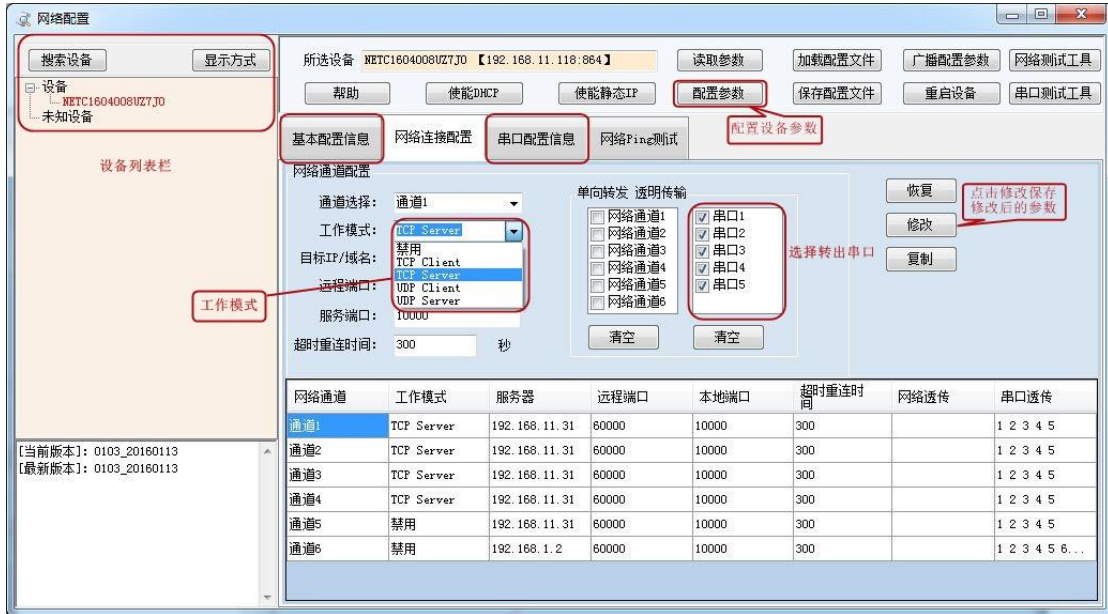 网络配置
搜索设备 显示方式
设备
NETC1604008UZ7J0
未知设备
设备列表栏
所选设备 NETC1604008UZ7J0 【192.168.11.118:864】 读取参数 加载配置文件 广播配置参数 网络测试工具
帮助 使能DHCP 使能静态IP 配置参数 保存配置文件 重启设备 串口测试工具
配置设备参数
基本配置信息 网络连接配置 串口配置信息 网络Ping测试
网络通道配置
通道选择: 通道1
工作模式: TCP Server
禁用
TCP Client
TCP Server
UDP Client
UDP Server
目标IP/域名:
远程端口:
服务端口: 10000
超时重连时间: 300 秒
工作模式
单向转发 透明传输
网络通道1 串口1
网络通道2 串口2
网络通道3 串口3
网络通道4 串口4
网络通道5 串口5
网络通道6
清空 清空
选择转出串口
恢复
修改
复制
点击修改保存
修改后的参数
网络通道 工作模式 服务器 远程端口 本地端口 超时重连时间 网络透传 串口透传
通道1 TCP Server 192.168.11.31 60000 10000 300 1 2 3 4 5
通道2 TCP Server 192.168.11.31 60000 10000 300 1 2 3 4 5
通道3 TCP Server 192.168.11.31 60000 10000 300 1 2 3 4 5
通道4 TCP Server 192.168.11.31 60000 10000 300 1 2 3 4 5
通道5 禁用 192.168.11.31 60000 10000 300 1 2 3 4 5
通道6 禁用 192.168.1.2 60000 10000 300 1 2 3 4 5 6...
[当前版本]: 0103_20160113
[最新版本]: 0103_20160113